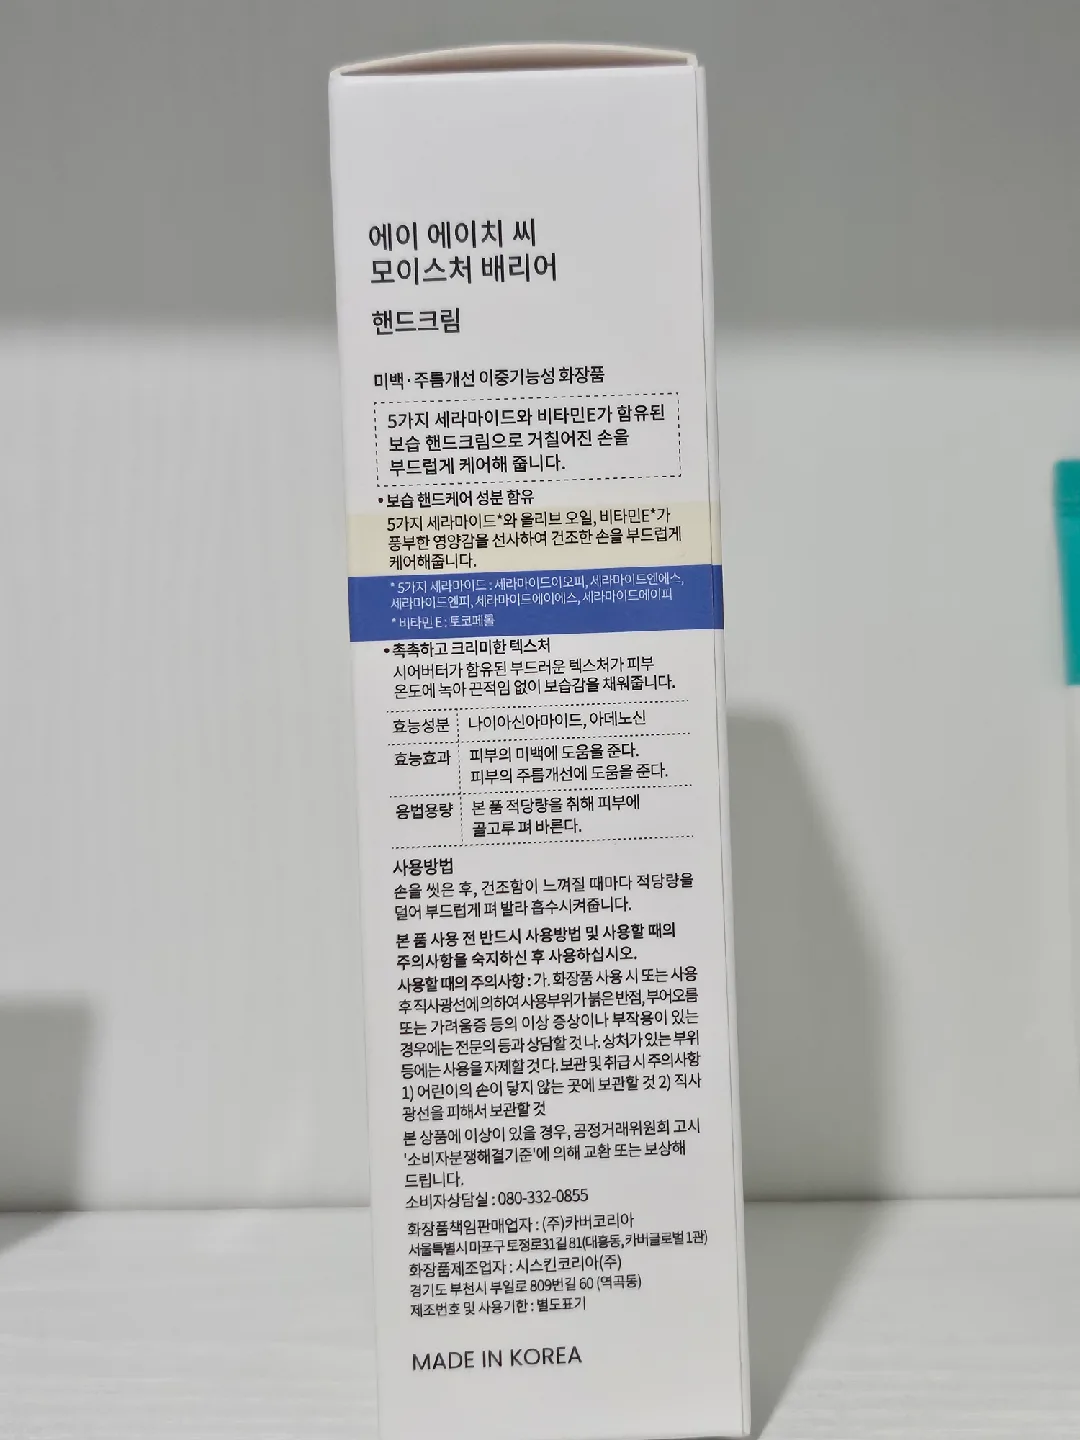 에이 에이치 씨
모이스처 배리어
핸드크림
미백·주름개선 이중기능성 화장품
5가지 세라마이드와 비타민E가 함유된
보습 핸드크림으로 거칠어진 손을
부드럽게 케어해 줍니다.
• 보습 핸드케어 성분 함유
5가지 세라마이드*와 올리브 오일, 비타민E*가
풍부한 영양감을 선사하여 건조한 손을 부드럽게
케어해줍니다.
* 5가지 세라마이드 : 세라마이드이오피, 세라마이드엔에스,
세라마이드엔피, 세라마이드에이에스, 세라마이드에이피
* 비타민 E : 토코페롤
• 촉촉하고 크리미한 텍스처
시어버터가 함유된 부드러운 텍스처가 피부
온도에 녹아 끈적임 없이 보습감을 채워줍니다.
효능성분 나이아신아마이드, 아데노신
효능효과 피부의 미백에 도움을 준다.
피부의 주름개선에 도움을 준다.
용법용량 본 품 적당량을 취해 피부에
골고루 펴 바른다.
사용방법
손을 씻은 후, 건조함이 느껴질 때마다 적당량을
덜어 부드럽게 펴 발라 흡수시켜줍니다.
본 품 사용 전 반드시 사용방법 및 사용할 때의
주의사항을 숙지하신 후 사용하십시오.
사용할 때의 주의사항 : 가. 화장품 사용 시 또는 사용
후 직사광선에 의하여 사용부위가 붉은 반점, 부어오름
또는 가려움증 등의 이상 증상이나 부작용이 있는
경우에는 전문의 등과 상담할 것 나. 상처가 있는 부위
등에는 사용을 자제할 것 다. 보관 및 취급 시 주의사항
1) 어린이의 손이 닿지 않는 곳에 보관할 것 2) 직사
광선을 피해서 보관할 것
본 상품에 이상이 있을 경우, 공정거래위원회 고시
'소비자분쟁해결기준'에 의해 교환 또는 보상해
드립니다.
소비자상담실 : 080-332-0855
화장품책임판매업자 : (주)카버코리아
서울특별시 마포구 토정로31길 81(대흥동, 카버글로벌 1관)
화장품제조업자 : 시스킨코리아(주)
경기도 부천시 부일로 809번길 60 (역곡동)
제조번호 및 사용기한 : 별도표기
MADE IN KOREA